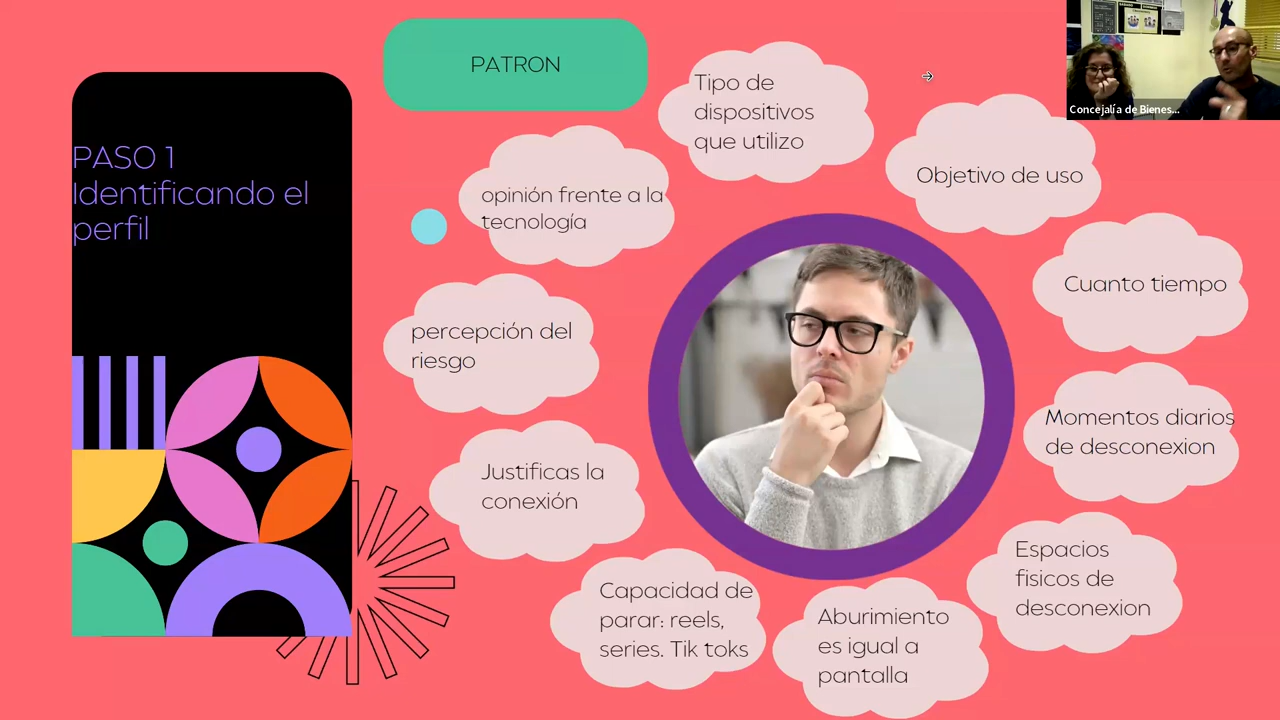 PATRON
PASO 1
Identificando el
perfil
Tipo de
dispositivos
que utilizo
Objetivo de uso
Cuanto tiempo
Momentos diarios
de desconexion
Espacios
fisicos de
desconexion
Aburimiento
es igual a
pantalla
Capacidad de
parar: reels,
series. Tik toks
Justificas la
conexión
percepción del
riesgo
opinión frente a la
tecnología
Concejalía de Bienes...